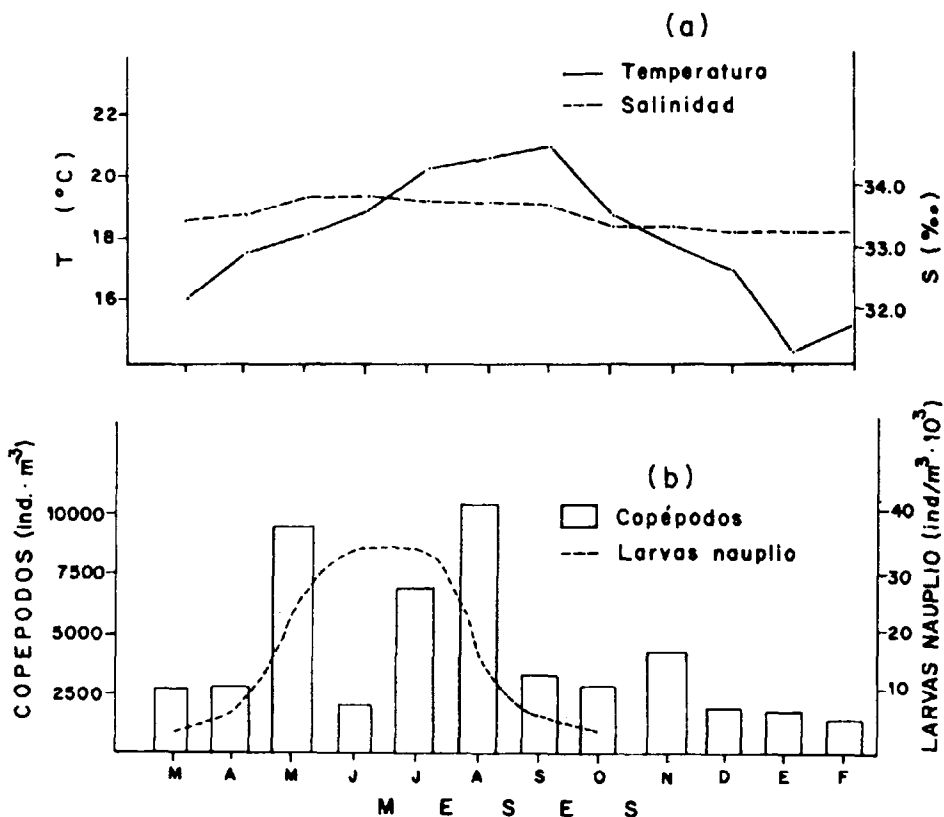 (a)
Temperatura
Salinidad
T (°C)
22
20
18
16
34.0
33.0
32.0
S (‰)
(b)
Copépodos
Larvas nauplio
COPEPODOS (Ind. · m³)
10000
7500
5000
2500
40
30
20
10
LARVAS NAUPLIO (ind/m³ · 10³)
M A M J J A S O N D E F
M E S E S